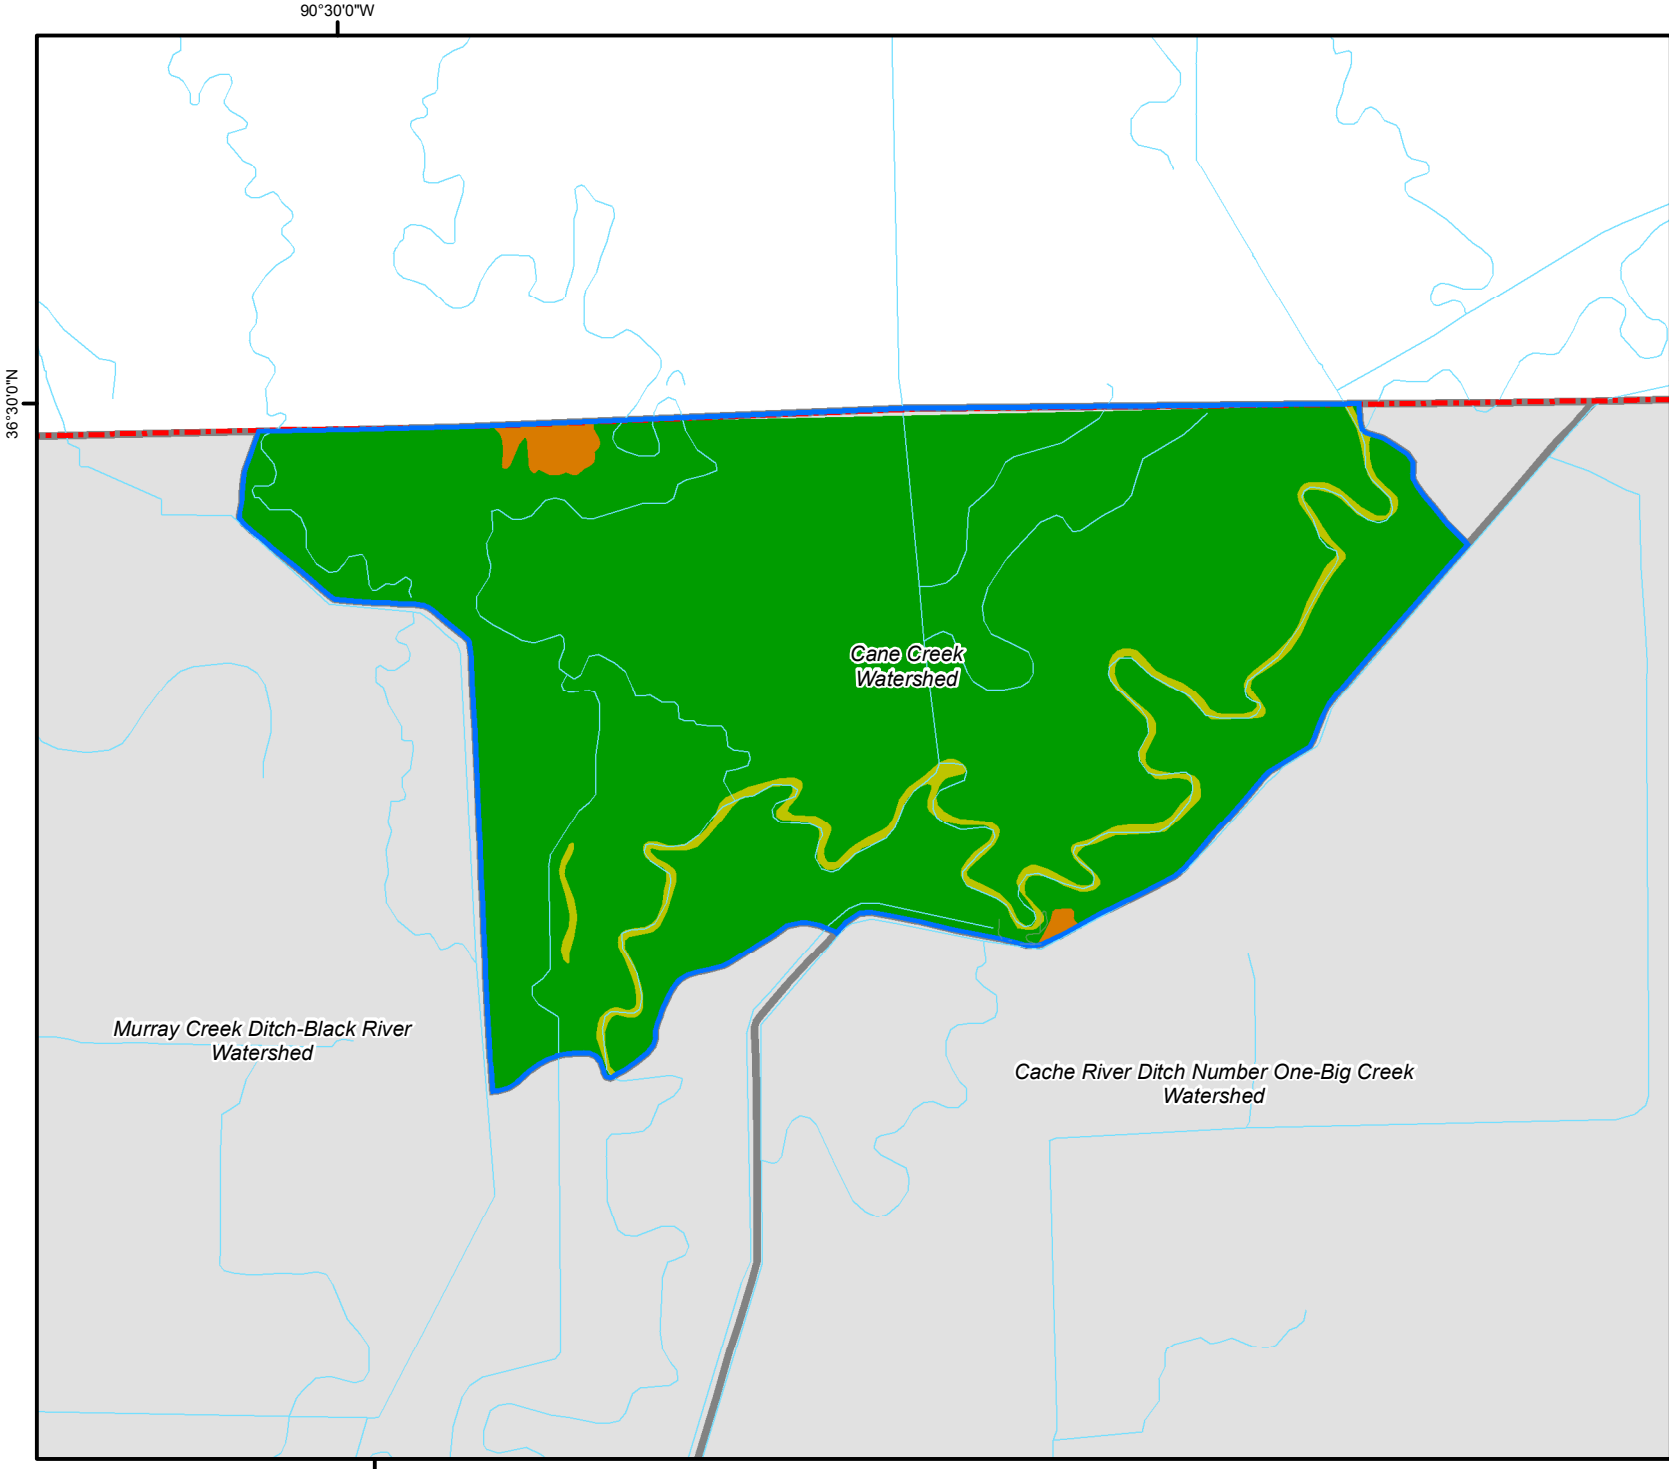 90°30'0"W
36°30'0"N
Cane Creek
Watershed
Murray Creek Ditch-Black River
Watershed
Cache River Ditch Number One-Big Creek
Watershed